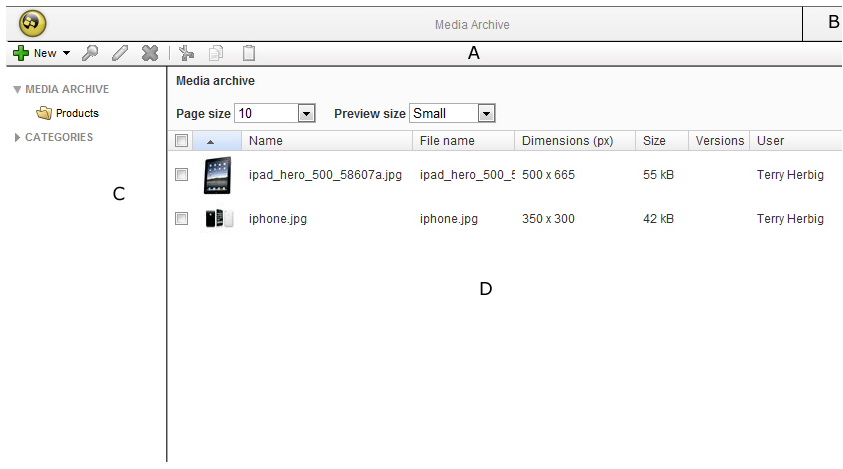 Media Archive
B
New
A
MEDIA ARCHIVE
Products
CATEGORIES
C
Media archive
Page size 10 Preview size Small
Name File name Dimensions (px) Size Versions User
ipad_hero_500_58607a.jpg ipad_hero_500_5 500 x 665 55 kB Terry Herbig
iphone.jpg iphone.jpg 350 x 300 42 kB Terry Herbig
D